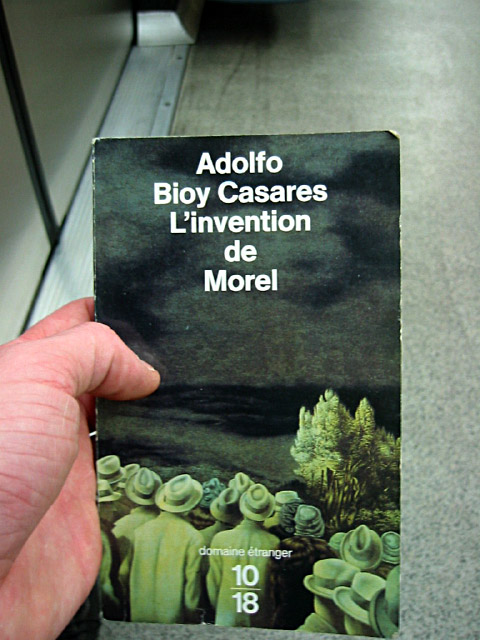 Adolfo
Bioy Casares
L'invention
de
Morel
domaine étranger
10
18